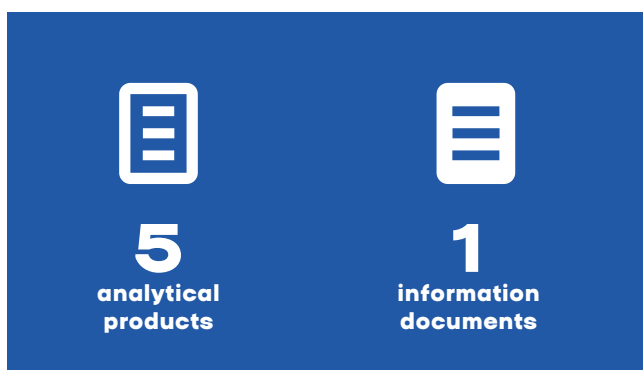 5
analytical
products
1
information
documents